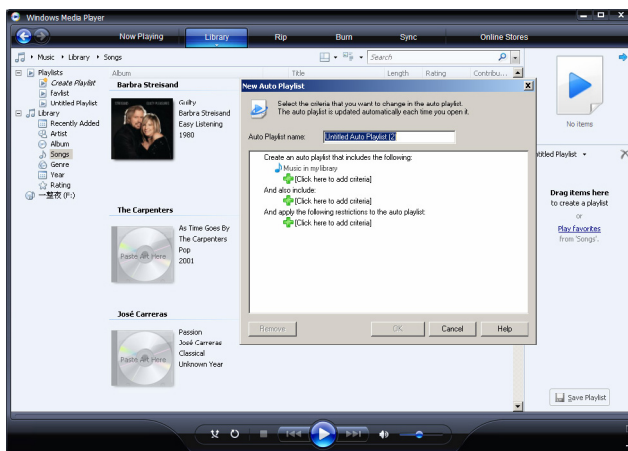 Windows Media Player
Now Playing
Library
Rip
Burn
Sync
Online Stores
Music
Library
Songs
Search
Playlists
Create Playlist
favlist
Untitled Playlist
Library
Recently Added
Artist
Album
Songs
Genre
Year
Rating
一整夜 (F:)
Album
Title
Length
Rating
Contribu...
Barbra Streisand
Guilty
Barbra Streisand
Easy Listening
1980
The Carpenters
Paste Art Here
As Time Goes By
The Carpenters
Pop
2001
José Carreras
Paste Art Here
Passion
José Carreras
Classical
Unknown Year
New Auto Playlist
Select the criteria that you want to change in the auto playlist.
The auto playlist is updated automatically each time you open it.
Auto Playlist name:
Untitled Auto Playlist (2)
Create an auto playlist that includes the following:
Music in my library
[Click here to add criteria]
And also include:
[Click here to add criteria]
And apply the following restrictions to the auto playlist:
[Click here to add criteria]
Remove
OK
Cancel
Help
No items
ntitled Playlist
Drag items here
to create a playlist
or
Play favorites
from 'Songs'.
Save Playlist